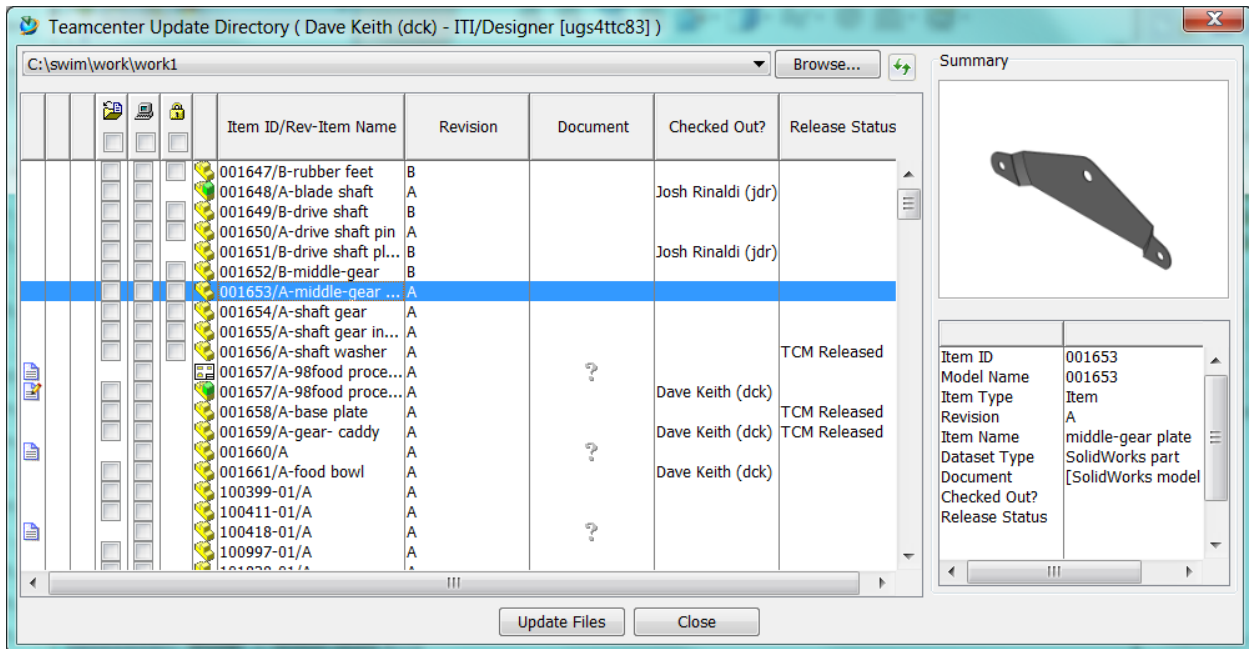 Teamcenter Update Directory ( Dave Keith (dck) - ITI/Designer [ugs4ttc83] )
X
C:\swim\work\work1 Browse... Summary
Item ID/Rev-Item Name Revision Document Checked Out? Release Status
001647/B-rubber feet B
001648/A-blade shaft A Josh Rinaldi (jdr)
001649/B-drive shaft B
001650/A-drive shaft pin A
001651/B-drive shaft pl... B Josh Rinaldi (jdr)
001652/B-middle-gear B
001653/A-middle-gear ... A
001654/A-shaft gear A
001655/A-shaft gear in... A
001656/A-shaft washer A TCM Released
001657/A-98food proce... A ?
001657/A-98food proce... A Dave Keith (dck)
001658/A-base plate A TCM Released
001659/A-gear- caddy A Dave Keith (dck) TCM Released
001660/A A ?
001661/A-food bowl A Dave Keith (dck)
100399-01/A A
100411-01/A A
100418-01/A A ?
100997-01/A A
Item ID 001653
Model Name 001653
Item Type Item
Revision A
Item Name middle-gear plate
Dataset Type SolidWorks part
Document [SolidWorks model
Checked Out?
Release Status
Update Files Close